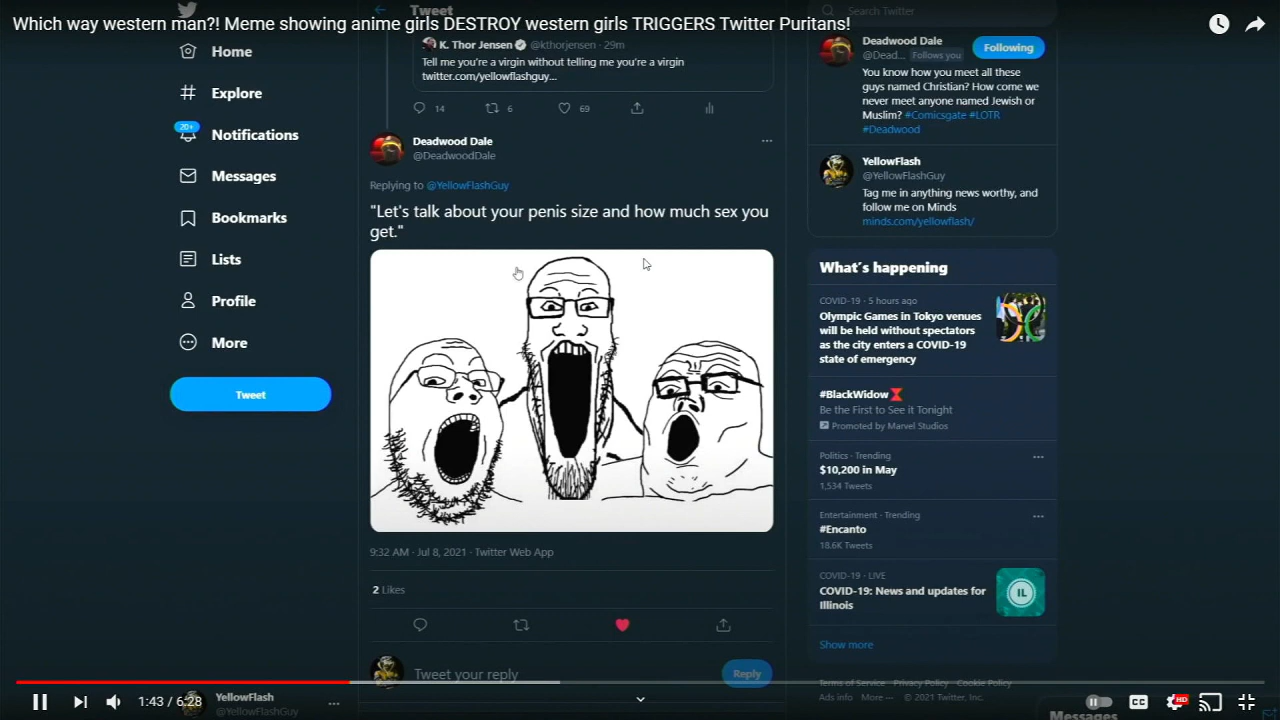 Which way western man?! Meme showing anime girls DESTROY western girls TRIGGERS Twitter Puritans!
Home
Explore
20+
Notifications
Messages
Bookmarks
Lists
Profile
More
Tweet
Tweet
K. Thor Jensen @kthorjensen · 29m
Tell me you're a virgin without telling me you're a virgin
twitter.com/yellowflashguy...
14
6
69
Deadwood Dale
@DeadwoodDale
Replying to @YellowFlashGuy
"Let's talk about your penis size and how much sex you
get."
9:32 AM · Jul 8, 2021 · Twitter Web App
2 Likes
Tweet your reply
Reply
Search Twitter
Deadwood Dale
@Dead... Follows you
Following
You know how you meet all these
guys named Christian? How come we
never meet anyone named Jewish or
Muslim? #Comicsgate #LOTR
#Deadwood
YellowFlash
@YellowFlashGuy
Tag me in anything news worthy, and
follow me on Minds
minds.com/yellowflash/
What's happening
COVID-19 · 5 hours ago
Olympic Games in Tokyo venues
will be held without spectators
as the city enters a COVID-19
state of emergency
#BlackWidow
Be the First to See it Tonight
Promoted by Marvel Studios
Politics · Trending
$10,200 in May
1,534 Tweets
Entertainment · Trending
#Encanto
18.6K Tweets
COVID-19 · LIVE
COVID-19: News and updates for
Illinois
IL
Show more
Terms of Service Privacy Policy Cookie Policy
Ads info More — © 2021 Twitter, Inc.
Messages
1:43 / 6:28
YellowFlash
@YellowFlashGuy
CC
HD